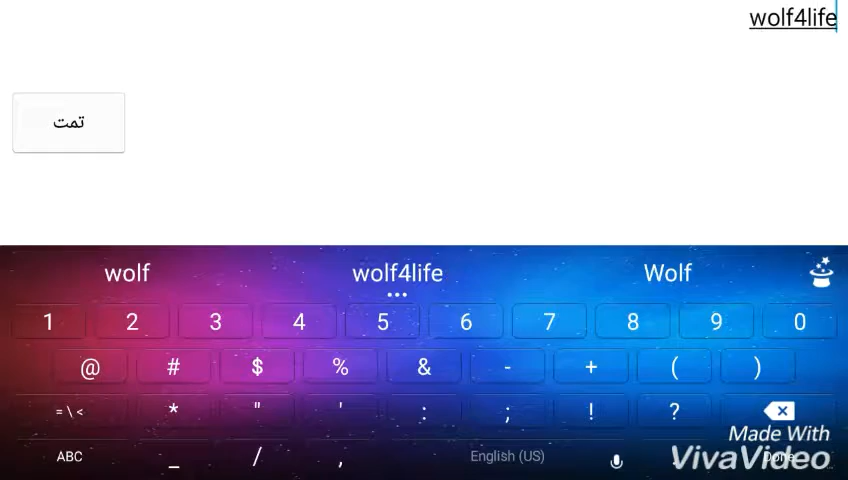 wolf4life
تمت
wolf wolf4life Wolf
1 2 3 4 5 6 7 8 9 0
@ # $ % & - + ( )
= \ < * " ' : ; ! ?
Made With
ABC _ / , English (US) . Done
VivaVideo